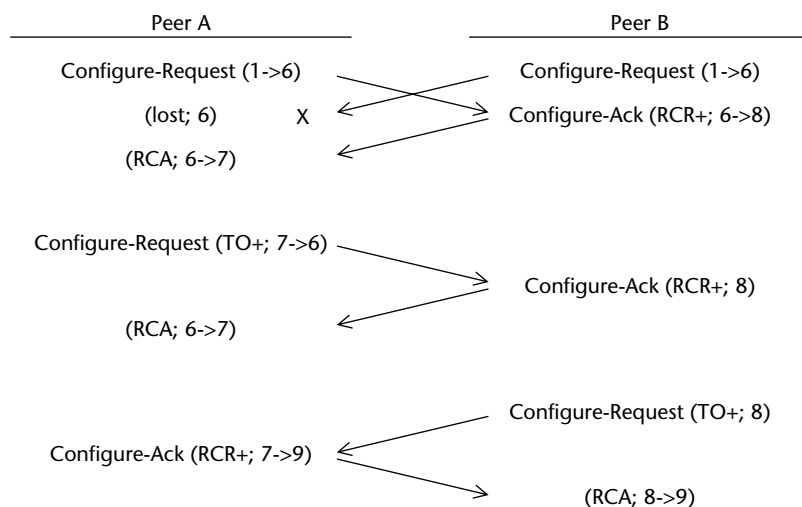 Peer A
Peer B
Configure-Request (1->6)
Configure-Request (1->6)
(lost; 6)
X
Configure-Ack (RCR+; 6->8)
(RCA; 6->7)
Configure-Request (TO+; 7->6)
Configure-Ack (RCR+; 8)
(RCA; 6->7)
Configure-Request (TO+; 8)
Configure-Ack (RCR+; 7->9)
(RCA; 8->9)